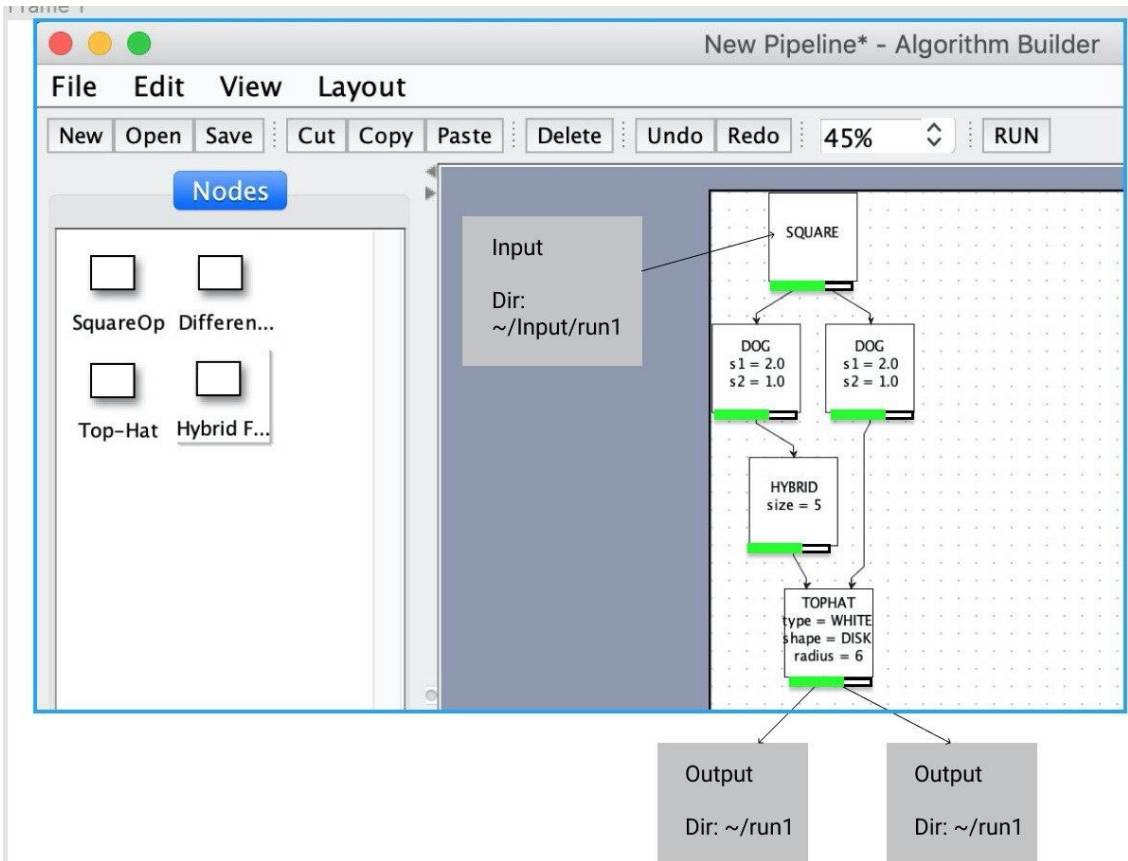 Frame 1
New Pipeline* - Algorithm Builder
File Edit View Layout
New Open Save Cut Copy Paste Delete Undo Redo 45% RUN
Nodes
SquareOp Differen...
Top-Hat Hybrid F...
Input
Dir:
~/Input/run1
SQUARE
DOG
s1 = 2.0
s2 = 1.0
DOG
s1 = 2.0
s2 = 1.0
HYBRID
size = 5
TOPHAT
type = WHITE
shape = DISK
radius = 6
Output
Dir: ~/run1
Output
Dir: ~/run1